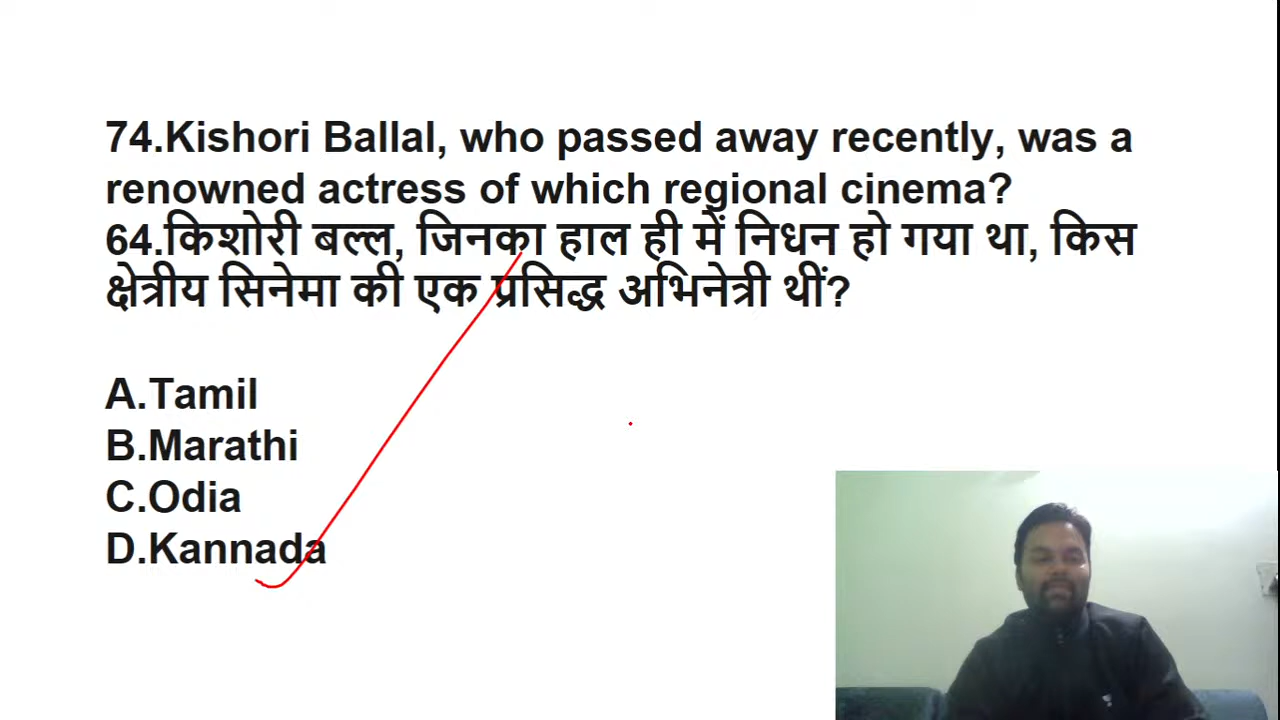 74.Kishori Ballal, who passed away recently, was a
renowned actress of which regional cinema?
64.किशोरी बल्ल, जिनका हाल ही में निधन हो गया था, किस
क्षेत्रीय सिनेमा की एक प्रसिद्ध अभिनेत्री थीं?
A.Tamil
B.Marathi
C.Odia
D.Kannada